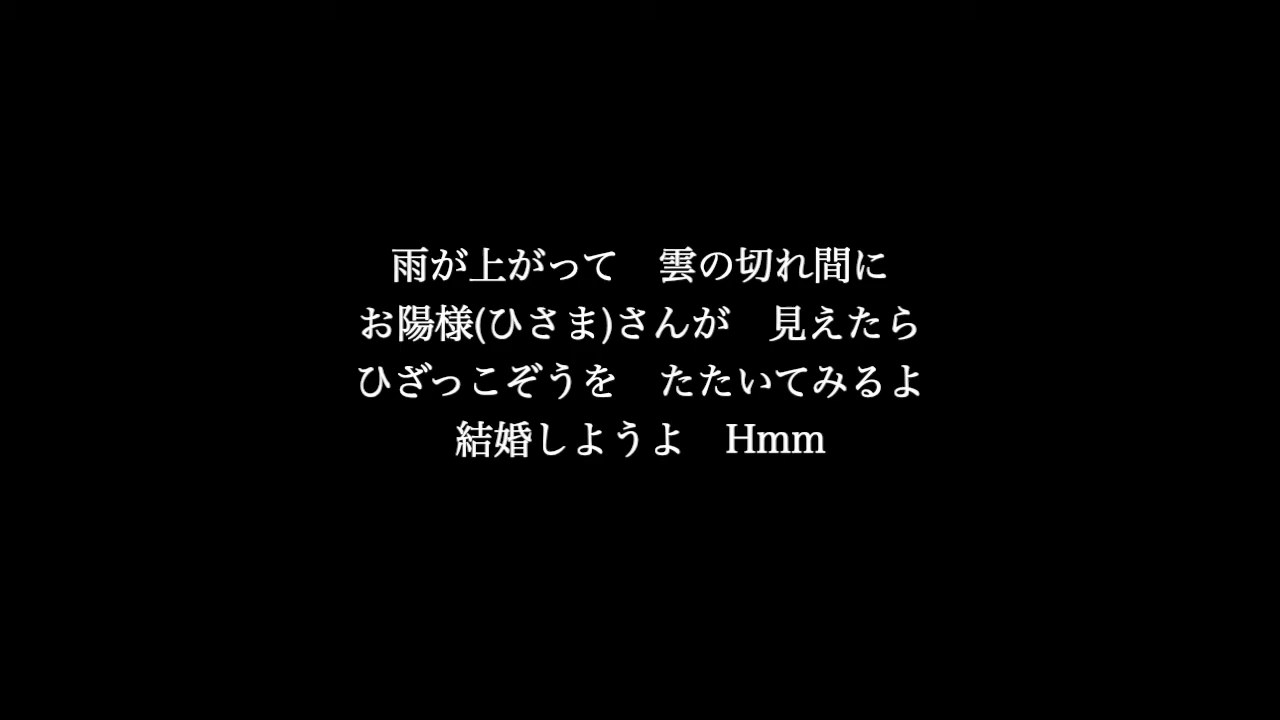 雨が上がって　雲の切れ間に
お陽様(ひさま)さんが　見えたら
ひざっこぞうを　たたいてみるよ
結婚しようよ　Hmm